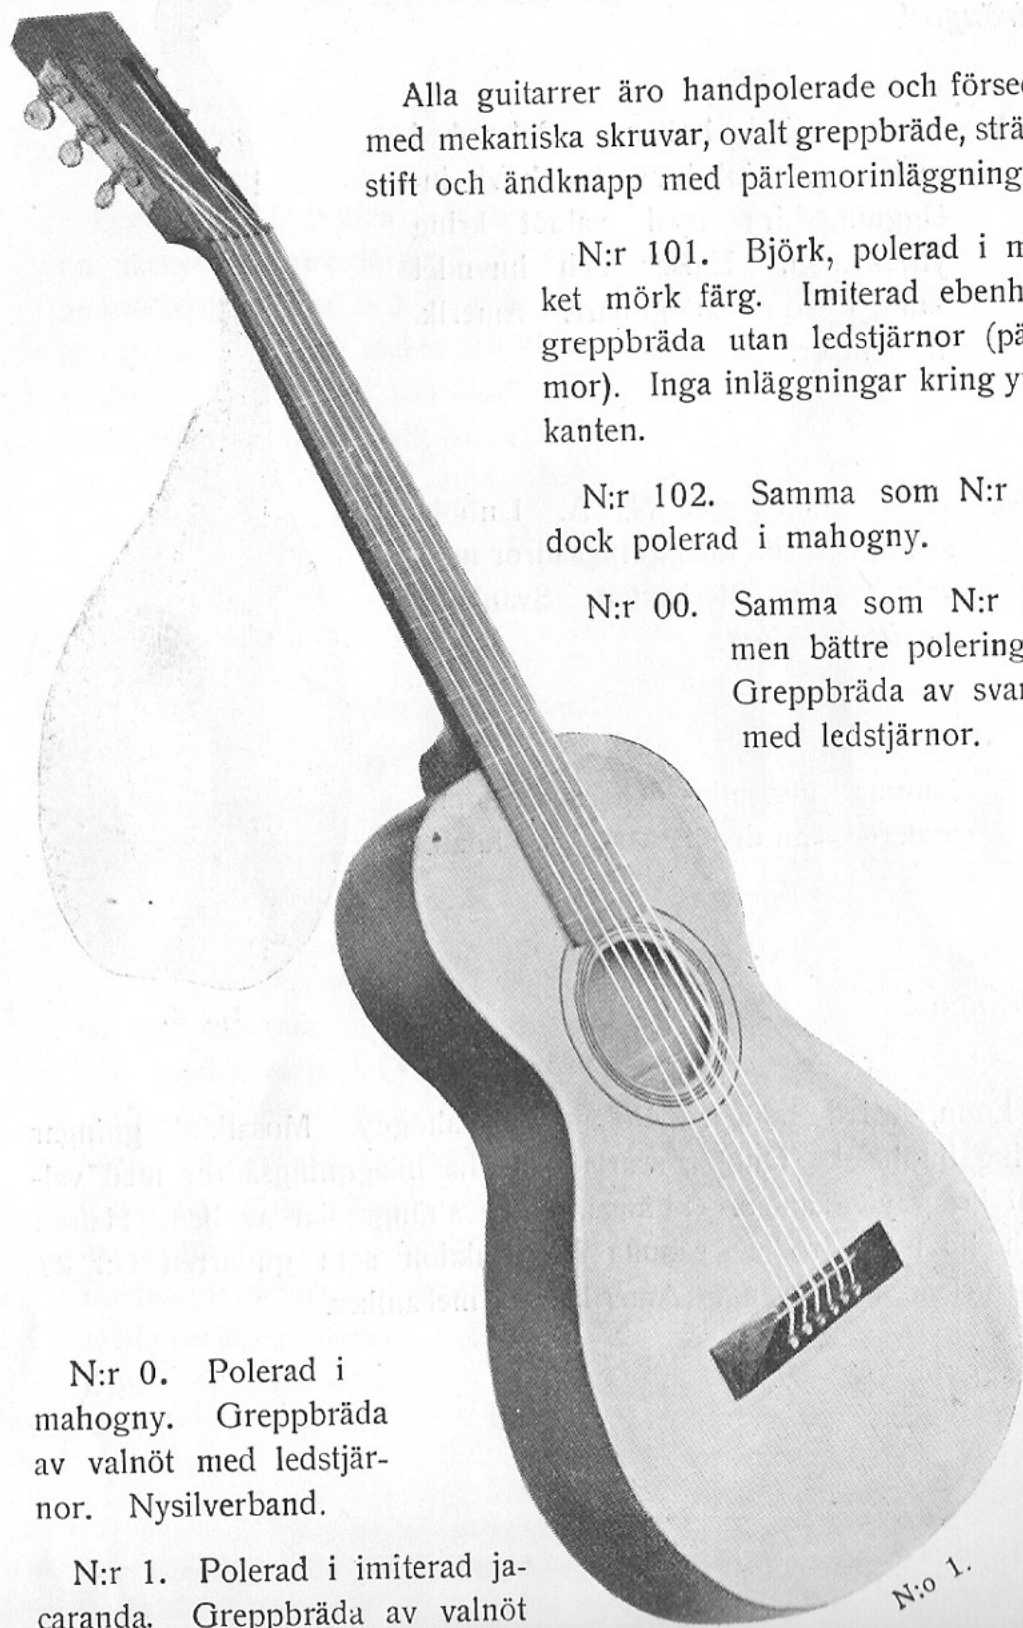 Alla guitarrer äro handpolerade och förse
med mekaniska skruvar, ovalt greppbräde, strä
stift och ändknapp med pärlemorinläggning
N:r 101. Björk, polerad i m
ket mörk färg. Imiterad ebenh
greppbräda utan ledstjärnor (pä
mor). Inga inläggningar kring y
kanten.
N:r 102. Samma som N:r
dock polerad i mahogny.
N:r 00. Samma som N:r
men bättre polering
Greppbräda av svar
med ledstjärnor.
N:r 0. Polerad i
mahogny. Greppbräda
av valnöt med ledstjär-
nor. Nysilverband.
N:r 1. Polerad i imiterad ja-
caranda. Greppbräda av valnöt
N:o 1.